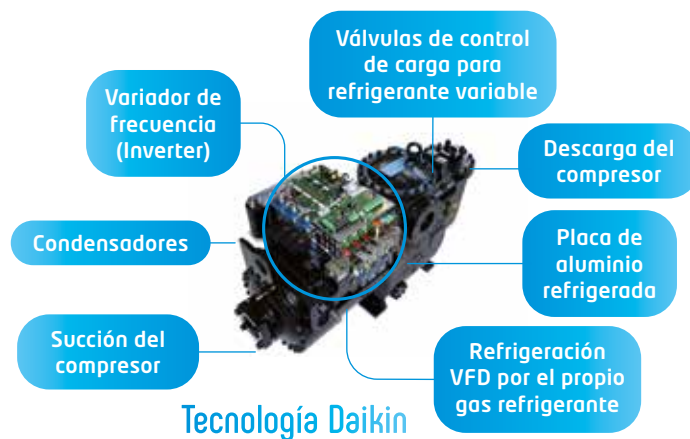 Válvulas de control
de carga para
refrigerante variable
Variador de
frecuencia
(Inverter)
Descarga del
compresor
Condensadores
Placa de
aluminio
refrigerada
Succión del
compresor
Refrigeración
VFD por el propio
gas refrigerante
Tecnología Daikin